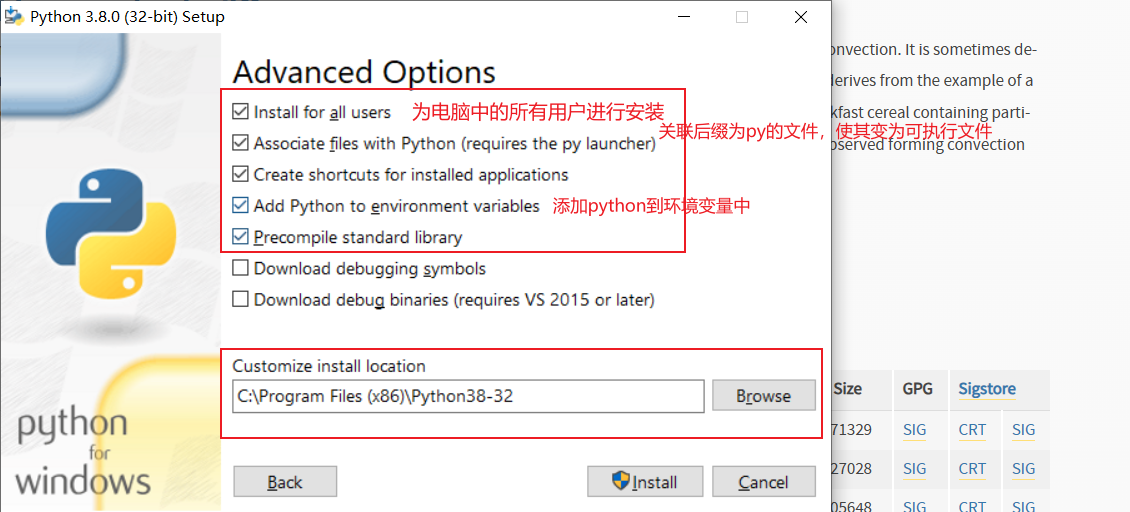 Python 3.8.0 (32-bit) Setup
Advanced Options
Install for all users 为电脑中的所有用户进行安装
关联后缀为py的文件，使其变为可执行文件
Associate files with Python (requires the py launcher)
Create shortcuts for installed applications
Add Python to environment variables 添加python到环境变量中
Precompile standard library
Download debugging symbols
Download debug binaries (requires VS 2015 or later)
Customize install location
C:\Program Files (x86)\Python38-32
Browse
python
for
windows
Back
Install
Cancel
onvection. It is sometimes de-
derives from the example of a
kfast cereal containing parti-
bserved forming convection
Size GPG Sigstore
71329 SIG CRT SIG
27028 SIG CRT SIG
05648 SIG CRT SIG